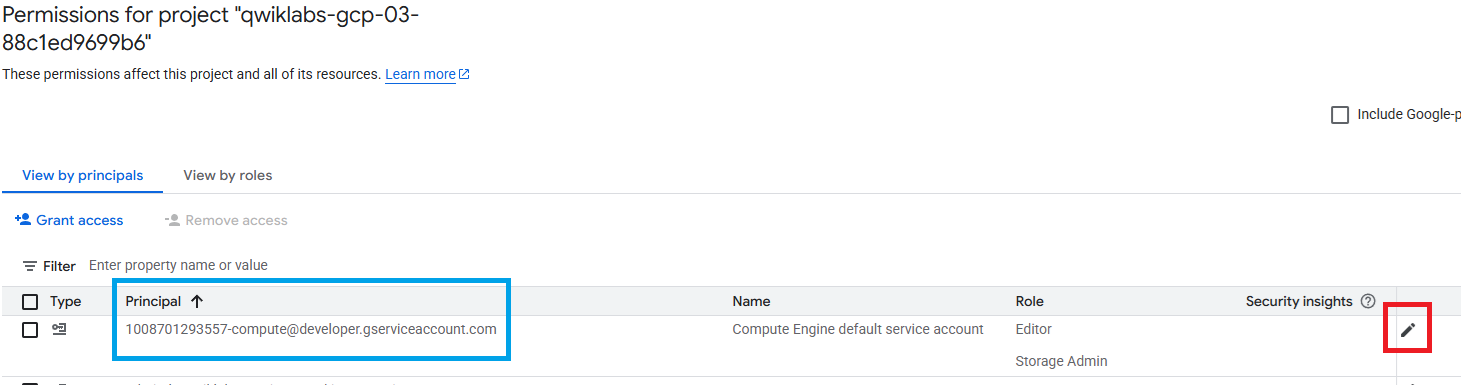 Permissions for project "qwiklabs-gcp-03-
88c1ed9699b6"
These permissions affect this project and all of its resources. Learn more
Include Google-p
View by principals View by roles
Grant access Remove access
Filter Enter property name or value
Type Principal Name Role Security insights
1008701293557-compute@developer.gserviceaccount.com Compute Engine default service account Editor
Storage Admin